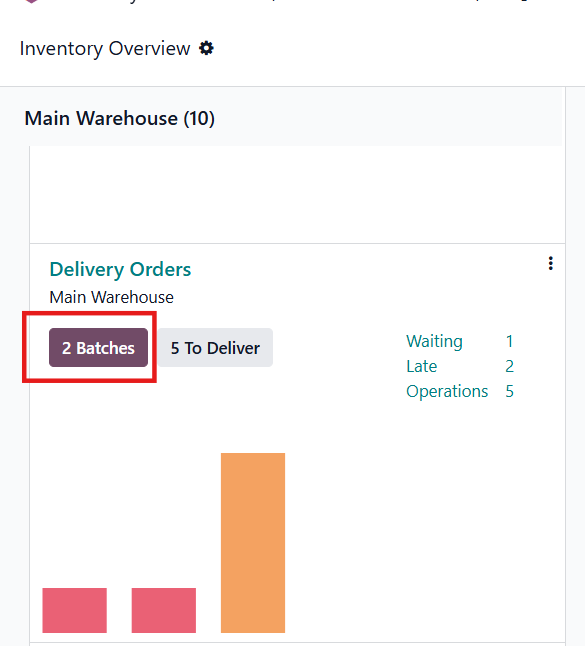 Inventory Overview
Main Warehouse (10)
Delivery Orders
Main Warehouse
2 Batches
5 To Deliver
Waiting 1
Late 2
Operations 5